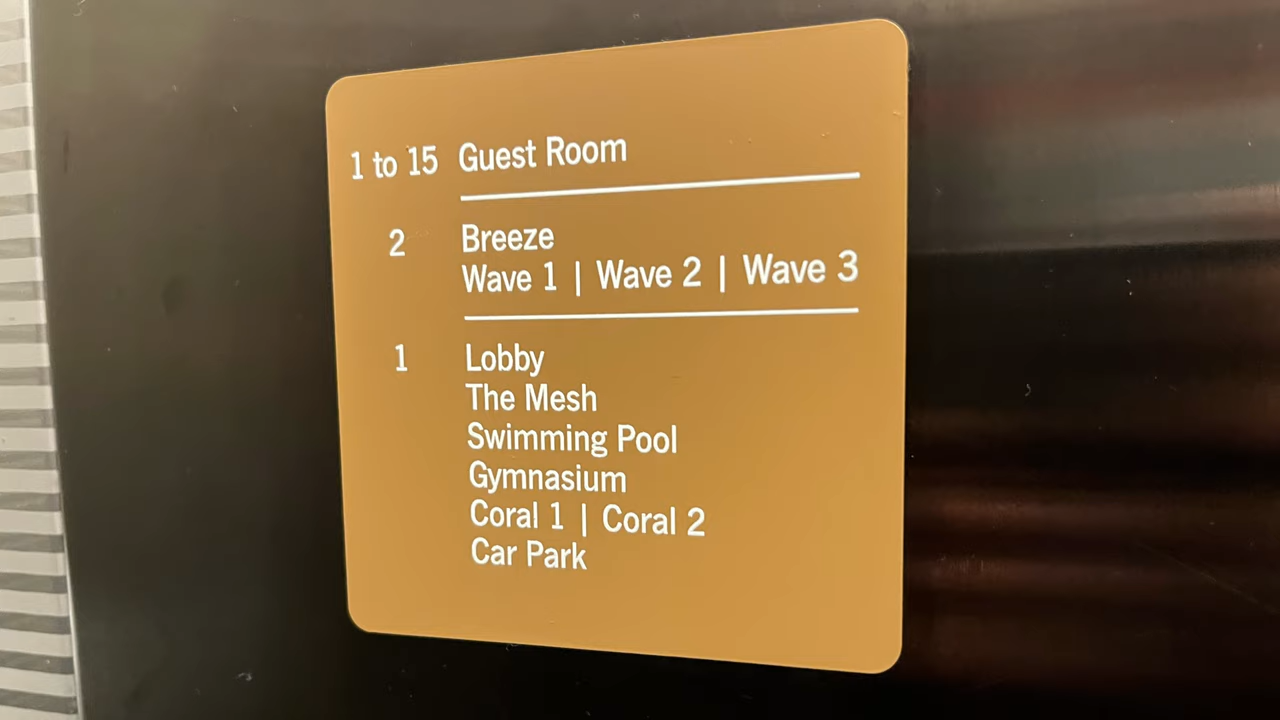 1 to 15 Guest Room
2 Breeze
Wave 1 | Wave 2 | Wave 3
1 Lobby
The Mesh
Swimming Pool
Gymnasium
Coral 1 | Coral 2
Car Park